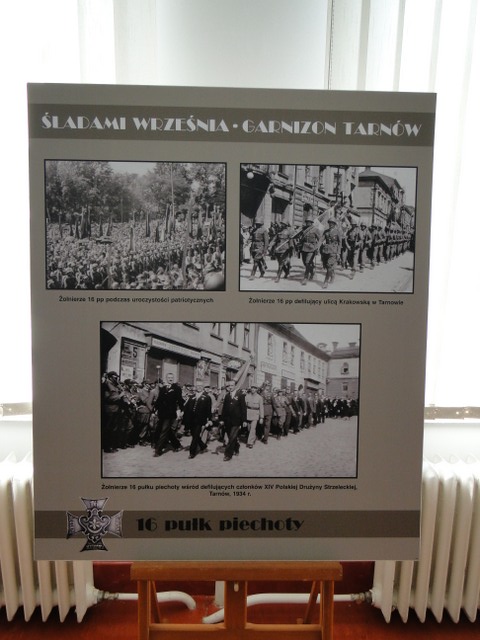 ŚLADAMI WRZEŚNIA • GARNIZON TARNÓW
Żołnierze 16 pp podczas uroczystości patriotycznych
Żołnierze 16 pp defilujący ulicą Krakowską w Tarnowie
Żołnierze 16 pułku piechoty wśród defilujących członków XIV Polskiej Drużyny Strzeleckiej,
Tarnów, 1934 r.
16 pułk piechoty